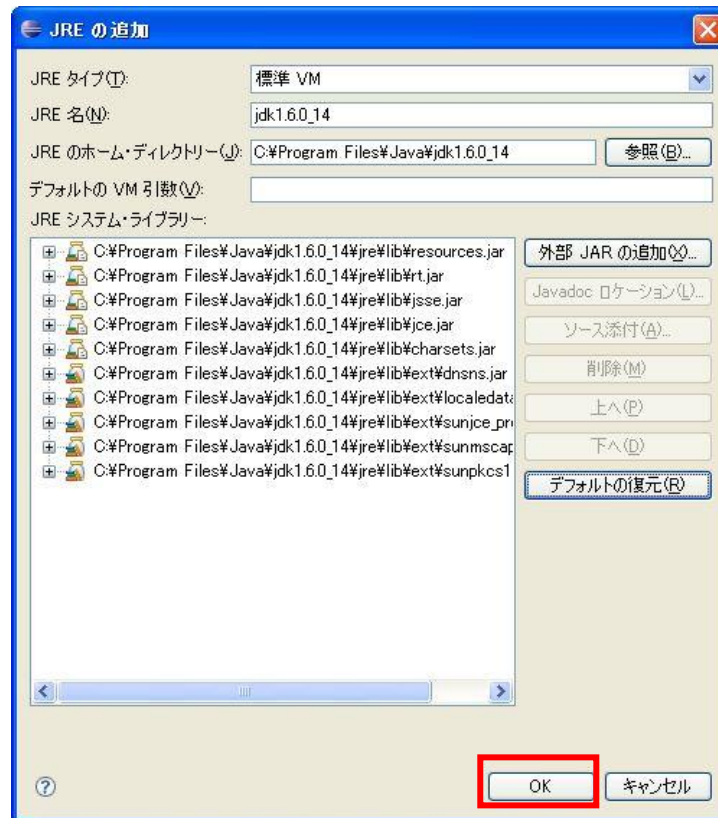 JRE の追加
JRE タイプ(T): 標準 VM
JRE 名(N): jdk1.6.0_14
JRE のホーム・ディレクトリー(J): C:¥Program Files¥Java¥jdk1.6.0_14 参照(B)...
デフォルトの VM 引数(V):
JRE システム・ライブラリー:
C:¥Program Files¥Java¥jdk1.6.0_14¥jre¥lib¥resources.jar
C:¥Program Files¥Java¥jdk1.6.0_14¥jre¥lib¥rt.jar
C:¥Program Files¥Java¥jdk1.6.0_14¥jre¥lib¥jsse.jar
C:¥Program Files¥Java¥jdk1.6.0_14¥jre¥lib¥jce.jar
C:¥Program Files¥Java¥jdk1.6.0_14¥jre¥lib¥charsets.jar
C:¥Program Files¥Java¥jdk1.6.0_14¥jre¥lib¥ext¥dnsns.jar
C:¥Program Files¥Java¥jdk1.6.0_14¥jre¥lib¥ext¥localedata
C:¥Program Files¥Java¥jdk1.6.0_14¥jre¥lib¥ext¥sunjce_pro
C:¥Program Files¥Java¥jdk1.6.0_14¥jre¥lib¥ext¥sunmscap
C:¥Program Files¥Java¥jdk1.6.0_14¥jre¥lib¥ext¥sunpkcs1
外部 JAR の追加(X)...
Javadoc ロケーション(L)...
ソース添付(A)...
削除(M)
上へ(P)
下へ(D)
デフォルトの復元(R)
OK キャンセル